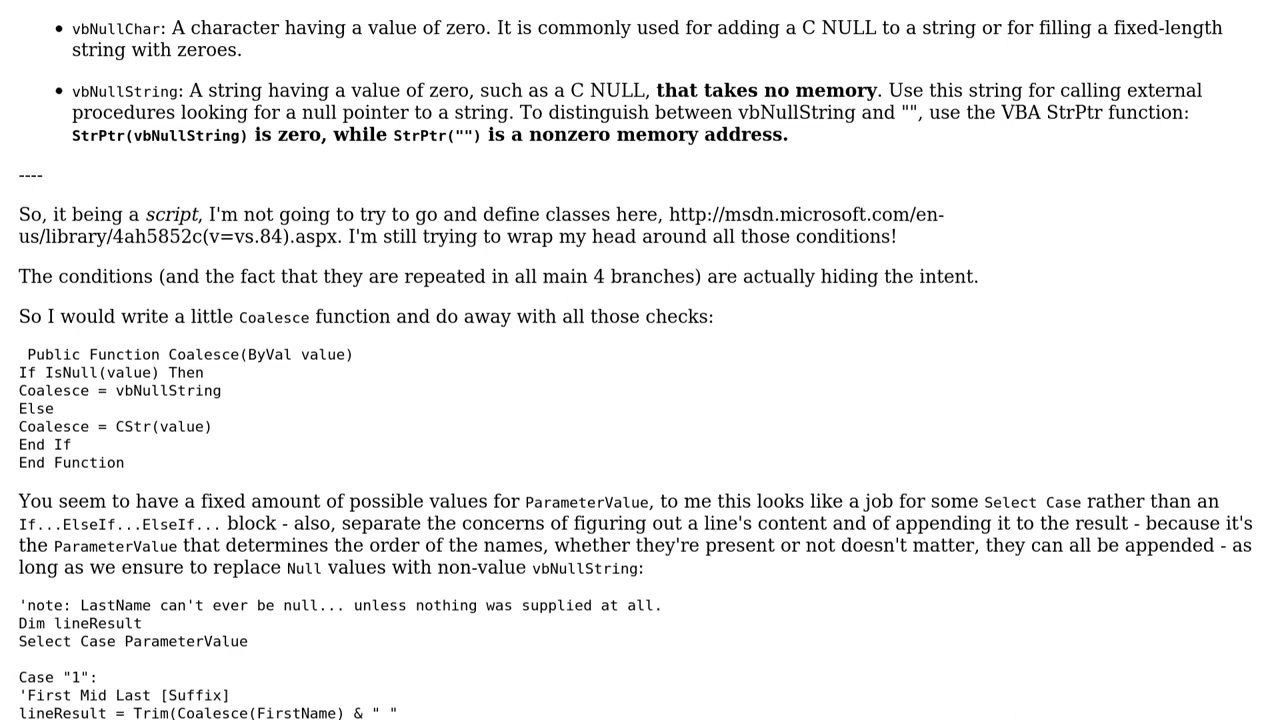 • vbNullChar: A character having a value of zero. It is commonly used for adding a C NULL to a string or for filling a fixed-length
string with zeroes.
• vbNullString: A string having a value of zero, such as a C NULL, that takes no memory. Use this string for calling external
procedures looking for a null pointer to a string. To distinguish between vbNullString and "", use the VBA StrPtr function:
StrPtr(vbNullString) is zero, while StrPtr("") is a nonzero memory address.
----
So, it being a script, I'm not going to try to go and define classes here, http://msdn.microsoft.com/en-
us/library/4ah5852c(v=vs.84).aspx. I'm still trying to wrap my head around all those conditions!
The conditions (and the fact that they are repeated in all main 4 branches) are actually hiding the intent.
So I would write a little Coalesce function and do away with all those checks:
Public Function Coalesce(ByVal value)
If IsNull(value) Then
Coalesce = vbNullString
Else
Coalesce = CStr(value)
End If
End Function
You seem to have a fixed amount of possible values for ParameterValue, to me this looks like a job for some Select Case rather than an
If...ElseIf...ElseIf... block - also, separate the concerns of figuring out a line's content and of appending it to the result - because it's
the ParameterValue that determines the order of the names, whether they're present or not doesn't matter, they can all be appended - as
long as we ensure to replace Null values with non-value vbNullString:
'note: LastName can't ever be null... unless nothing was supplied at all.
Dim lineResult
Select Case ParameterValue
Case "1":
'First Mid Last [Suffix]
lineResult = Trim(Coalesce(FirstName) & " "